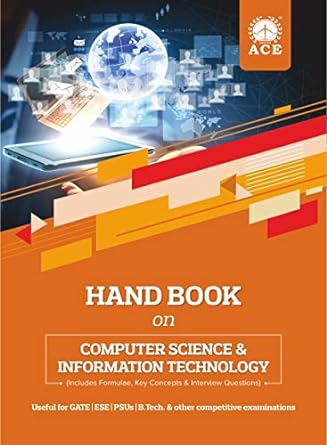 ACE
HAND BOOK
on
COMPUTER SCIENCE &
INFORMATION TECHNOLOGY
(Includes Formulae, Key Concepts & Interview Questions)
Useful for GATE | ESE | PSUs | B.Tech. & other competitive examinations